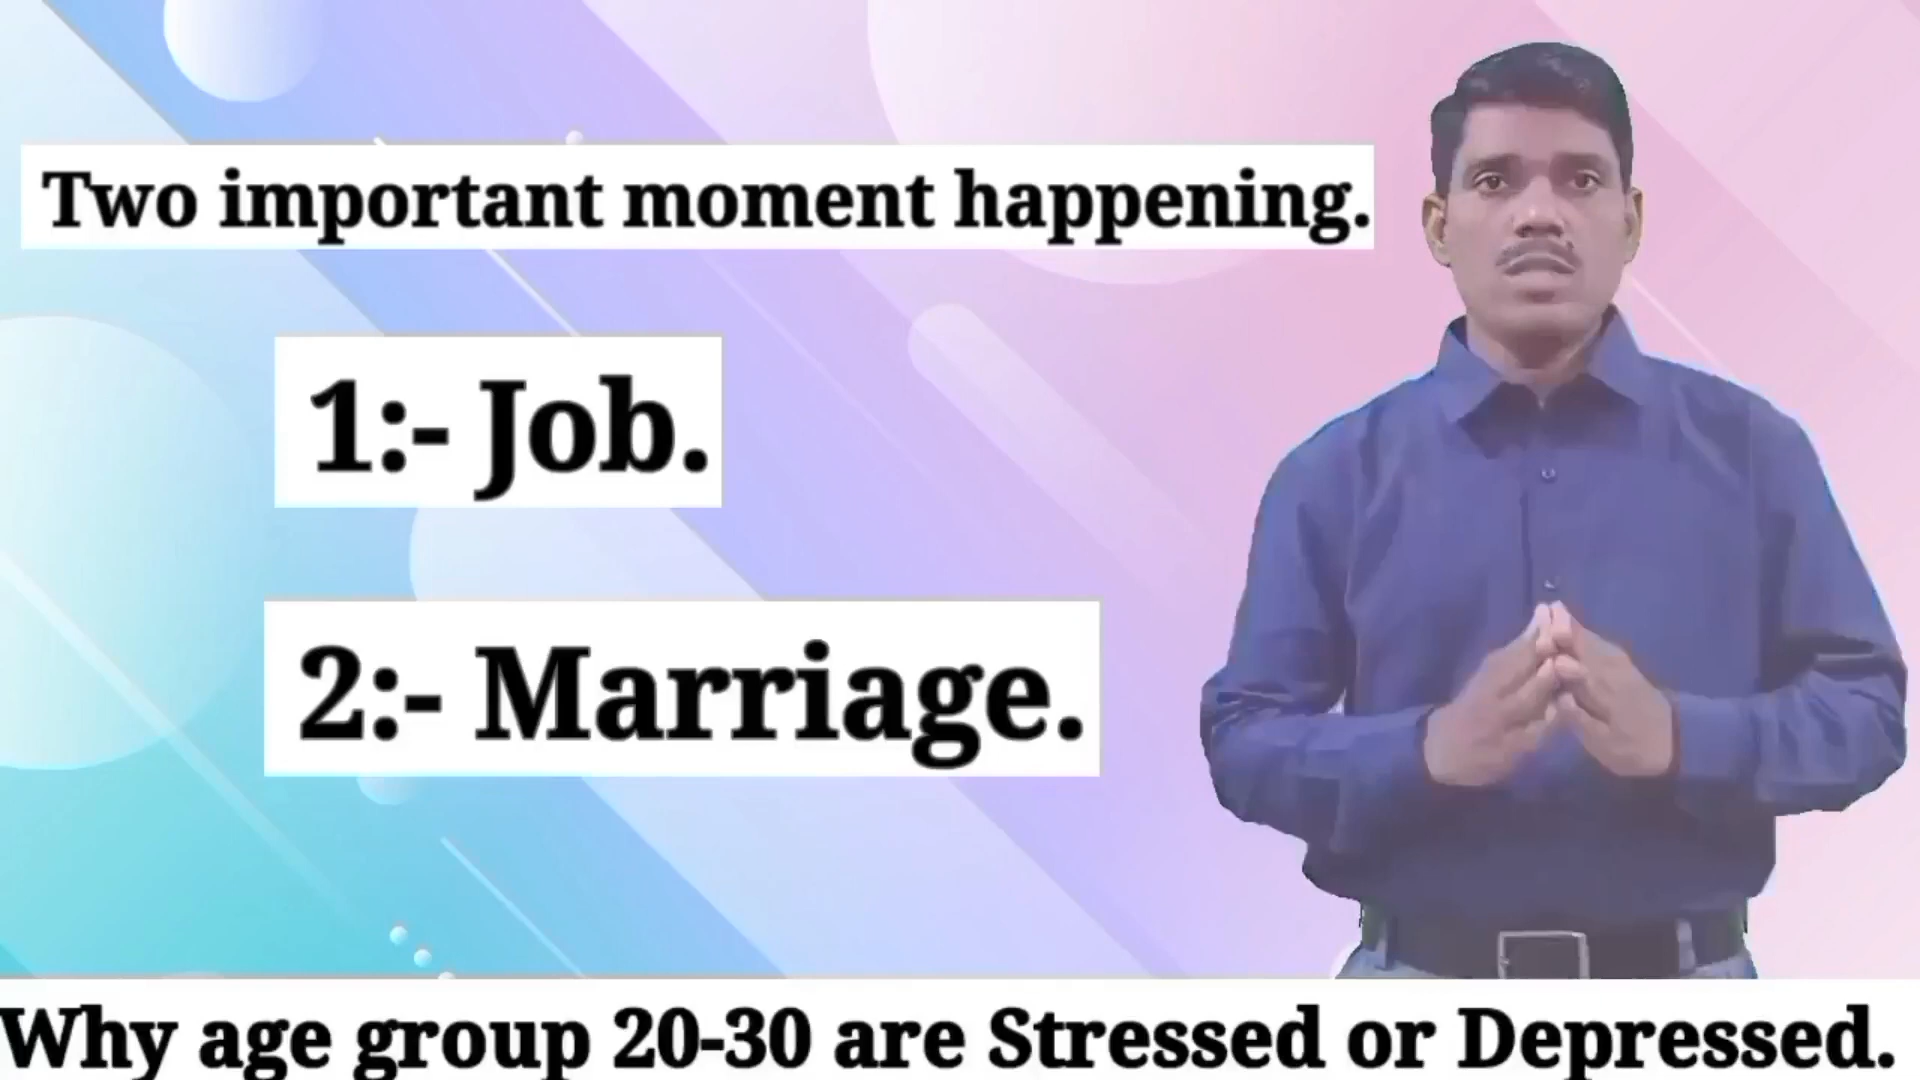 Two important moment happening.
1:- Job.
2:- Marriage.
Why age group 20-30 are Stressed or Depressed.